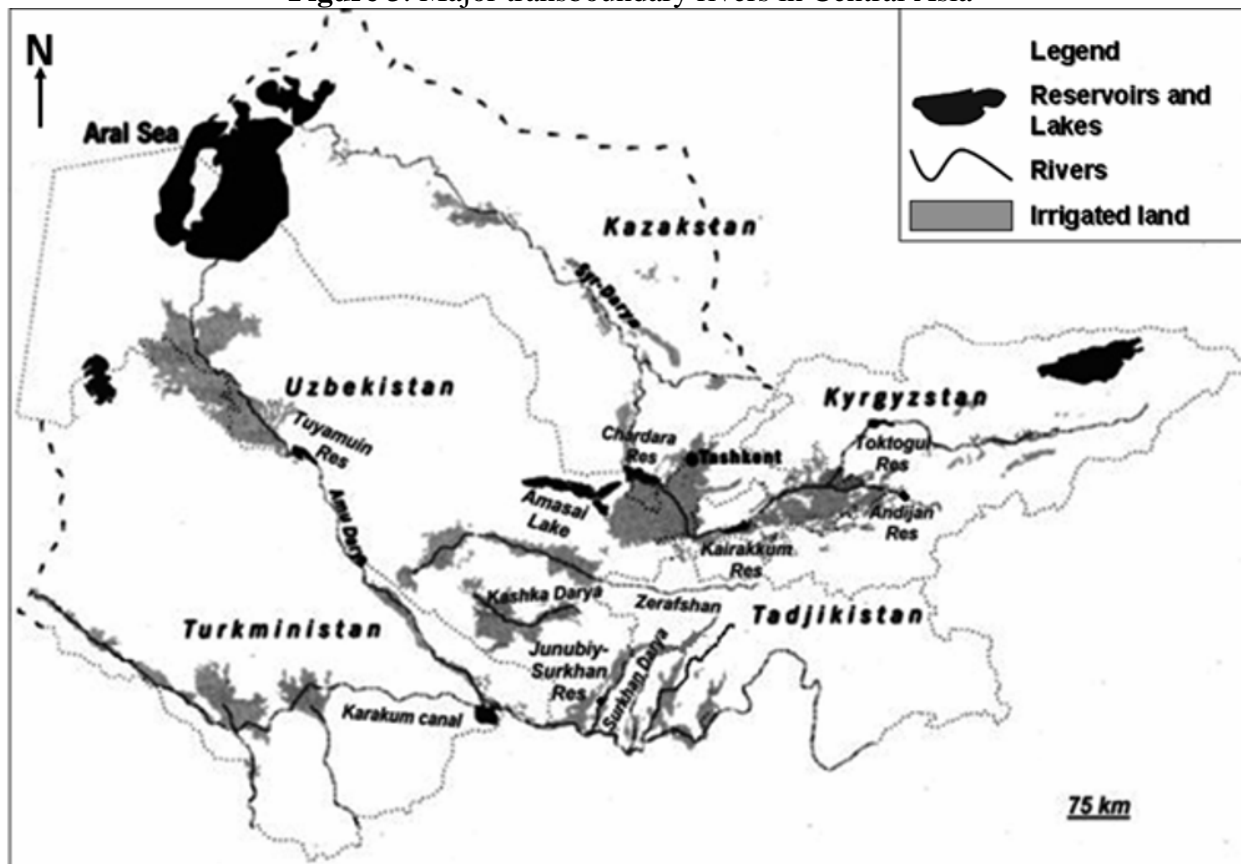 Figure 3. Major transboundary rivers in Central Asia
N
Legend
Reservoirs and
Lakes
Rivers
Irrigated land
Aral Sea
Kazakstan
Syr-Darya
Uzbekistan
Kyrgyzstan
Tuyamuin
Res
Chardara
Res
Tashkent
Toktogul
Res
Amu Darya
Amasai
Lake
Andijan
Res
Kairakkum
Res
Kashka Darya
Zerafshan
Tadjikistan
Turkministan
Junubiy-
Surkhan
Res
Surkhan Darya
Karakum canal
75 km